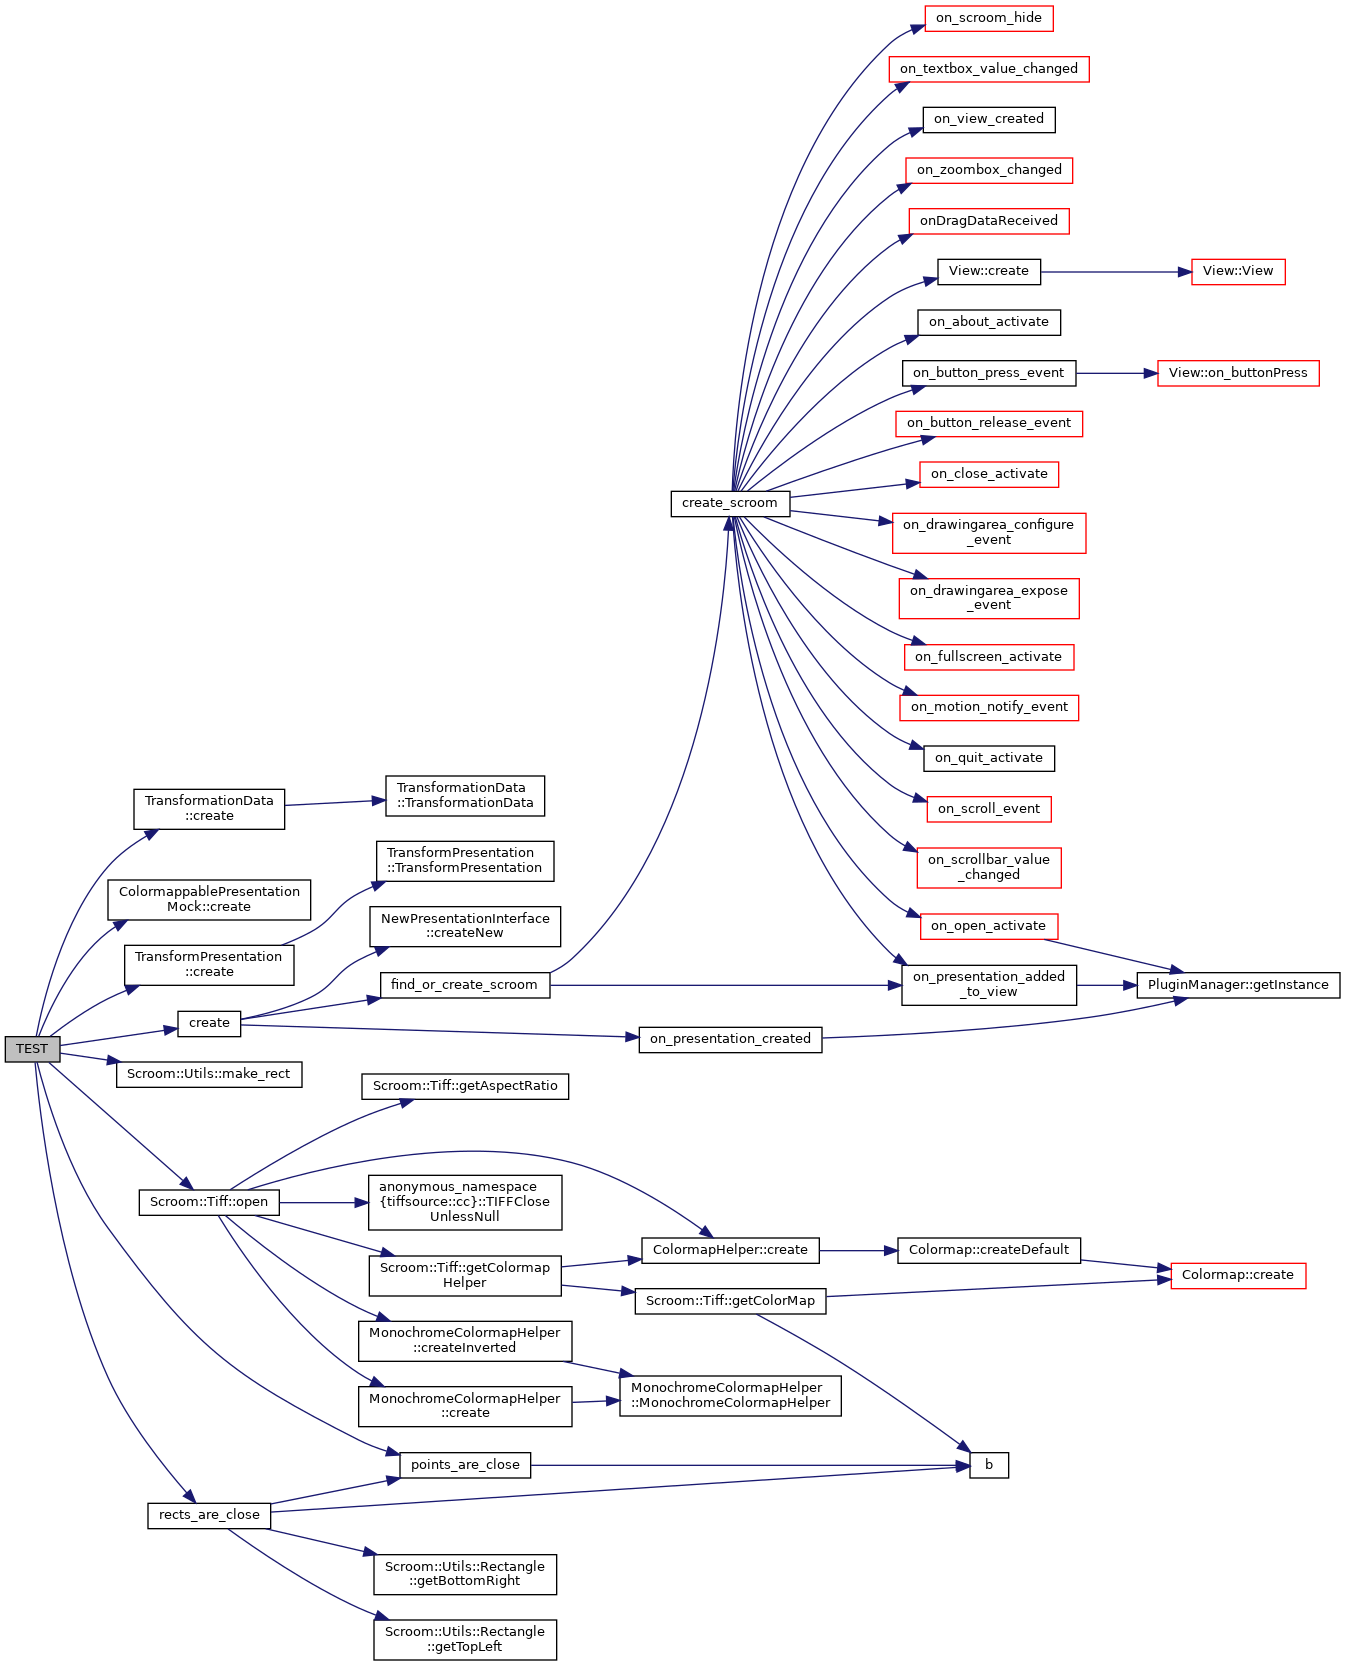 on_scroom_hide
on_textbox_value_changed
on_view_created
on_zoombox_changed
onDragDataReceived
View::create
View::View
on_about_activate
on_button_press_event
View::on_buttonPress
on_button_release_event
on_close_activate
create_scroom
on_drawingarea_configure
_event
on_drawingarea_expose
_event
on_fullscreen_activate
on_motion_notify_event
on_quit_activate
on_scroll_event
on_scrollbar_value
_changed
on_open_activate
on_presentation_added
_to_view
PluginManager::getInstance
TransformationData
::create
TransformationData
::TransformationData
TransformPresentation
::TransformPresentation
ColormappablePresentation
Mock::create
NewPresentationInterface
::createNew
TransformPresentation
::create
find_or_create_scroom
create
on_presentation_created
TEST
Scroom::Utils::make_rect
Scroom::Tiff::getAspectRatio
Scroom::Tiff::open
anonymous_namespace
{tiffsource::cc}::TIFFClose
UnlessNull
ColormapHelper::create
Colormap::createDefault
Scroom::Tiff::getColormap
Helper
Colormap::create
Scroom::Tiff::getColorMap
MonochromeColormapHelper
::createInverted
MonochromeColormapHelper
::MonochromeColormapHelper
MonochromeColormapHelper
::create
points_are_close
b
rects_are_close
Scroom::Utils::Rectangle
::getBottomRight
Scroom::Utils::Rectangle
::getTopLeft